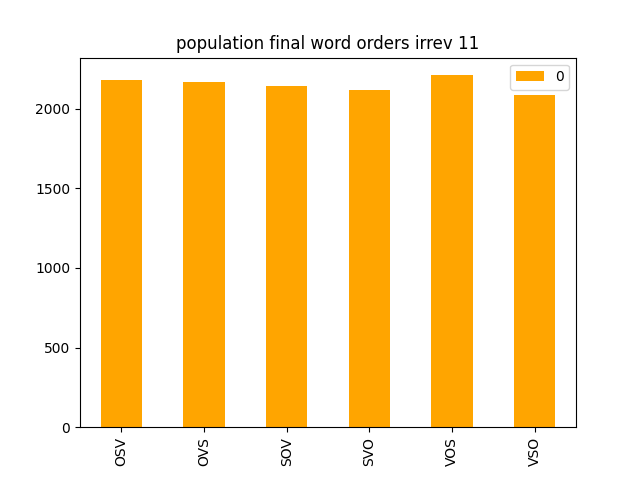 population final word orders irrev 11
0
2000
1500
1000
500
0
OSV
OVS
SOV
SVO
VOS
VSO